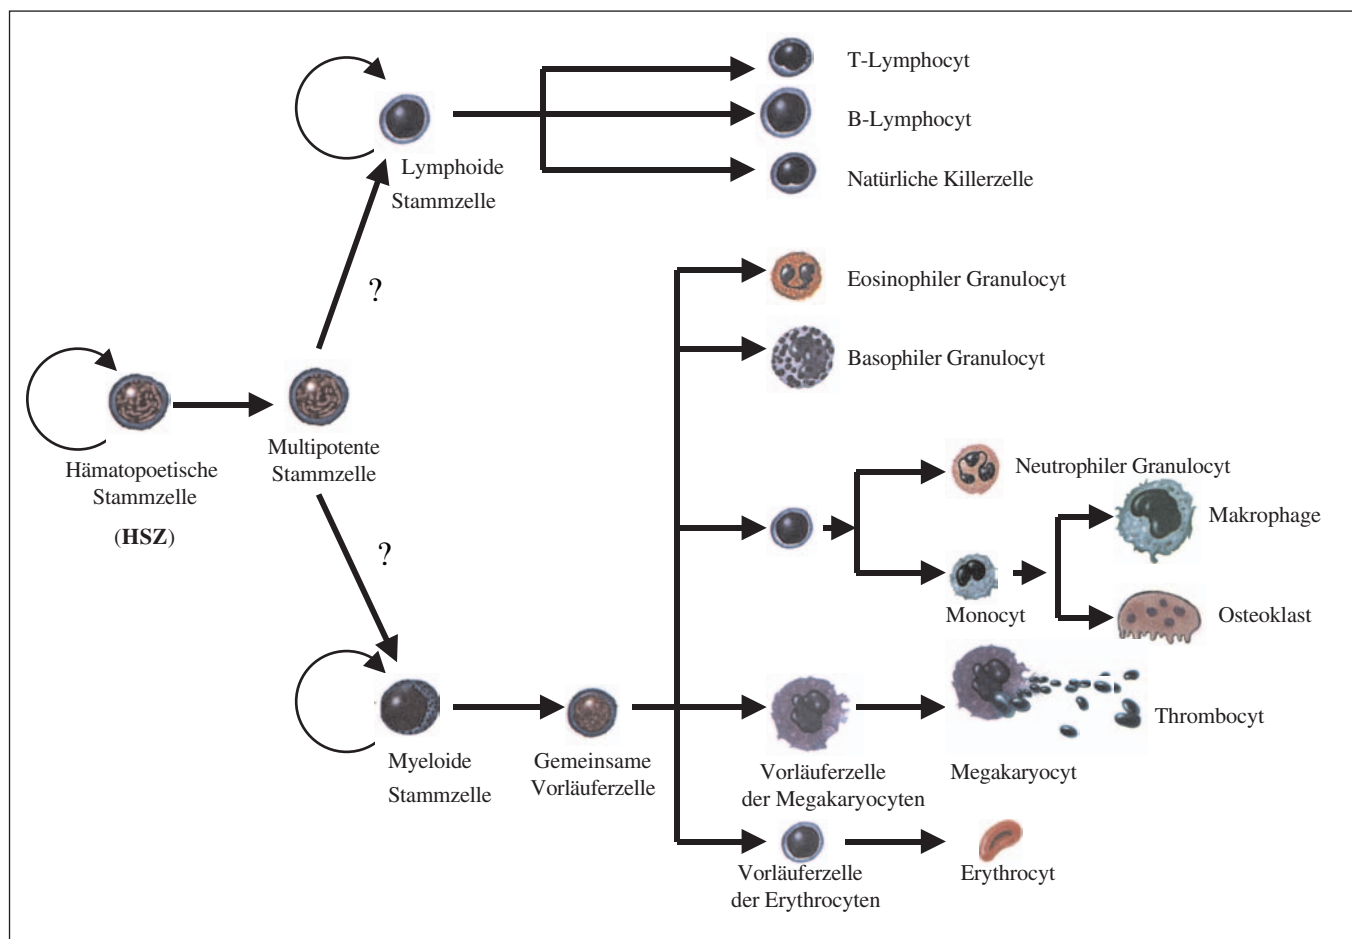 T-Lymphocyt
B-Lymphocyt
Natürliche Killerzelle
Lymphoide
Stammzelle
?
Eosinophiler Granulocyt
Basophiler Granulocyt
Hämatopoetische
Stammzelle
(HSZ)
Multipotente
Stammzelle
?
Neutrophiler Granulocyt
Makrophage
Monocyt
Osteoklast
Myeloide
Stammzelle
Gemeinsame
Vorläuferzelle
Vorläuferzelle
der Megakaryocyten
Megakaryocyt
Thrombocyt
Vorläuferzelle
der Erythrocyten
Erythrocyt